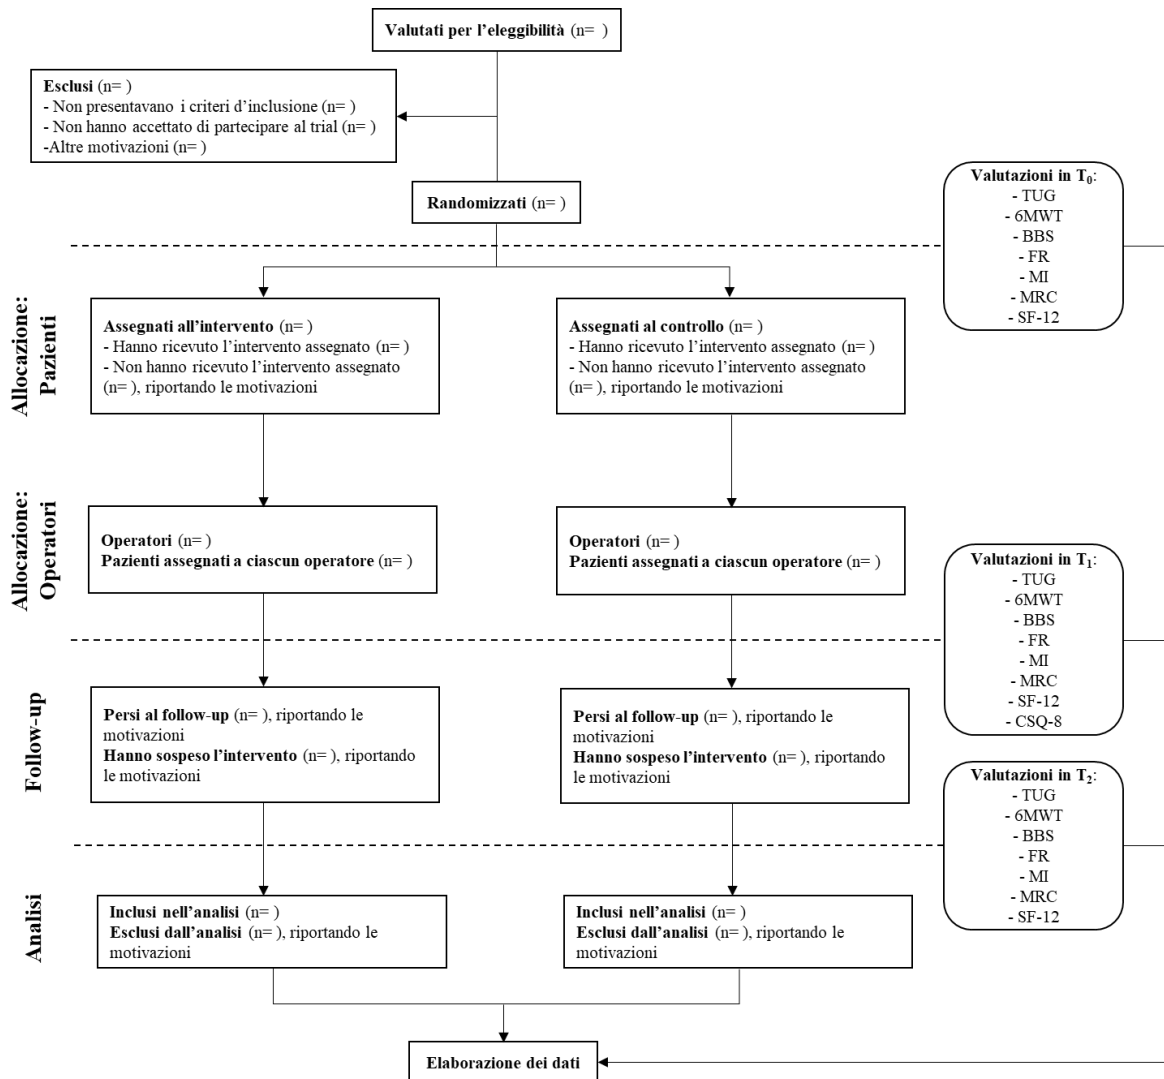 Valutati per l'eleggibilità (n= )
Esclusi (n= )
- Non presentavano i criteri d'inclusione (n= )
- Non hanno accettato di partecipare al trial (n= )
-Altre motivazioni (n= )
Randomizzati (n= )
Valutazioni in T₀:
- TUG
- 6MWT
- BBS
- FR
- MI
- MRC
- SF-12
Allocazione:
Pazienti
Assegnati all'intervento (n= )
- Hanno ricevuto l'intervento assegnato (n= )
- Non hanno ricevuto l'intervento assegnato
(n= ), riportando le motivazioni
Assegnati al controllo (n= )
- Hanno ricevuto l'intervento assegnato (n= )
- Non hanno ricevuto l'intervento assegnato
(n= ), riportando le motivazioni
Allocazione:
Operatori
Operatori (n= )
Pazienti assegnati a ciascun operatore (n= )
Operatori (n= )
Pazienti assegnati a ciascun operatore (n= )
Valutazioni in T₁:
- TUG
- 6MWT
- BBS
- FR
- MI
- MRC
- SF-12
- CSQ-8
Follow-up
Persi al follow-up (n= ), riportando le
motivazioni
Hanno sospeso l'intervento (n= ), riportando
le motivazioni
Persi al follow-up (n= ), riportando le
motivazioni
Hanno sospeso l'intervento (n= ), riportando
le motivazioni
Valutazioni in T₂:
- TUG
- 6MWT
- BBS
- FR
- MI
- MRC
- SF-12
Analisi
Inclusi nell'analisi (n= )
Esclusi dall'analisi (n= ), riportando le
motivazioni
Inclusi nell'analisi (n= )
Esclusi dall'analisi (n= ), riportando le
motivazioni
Elaborazione dei dati